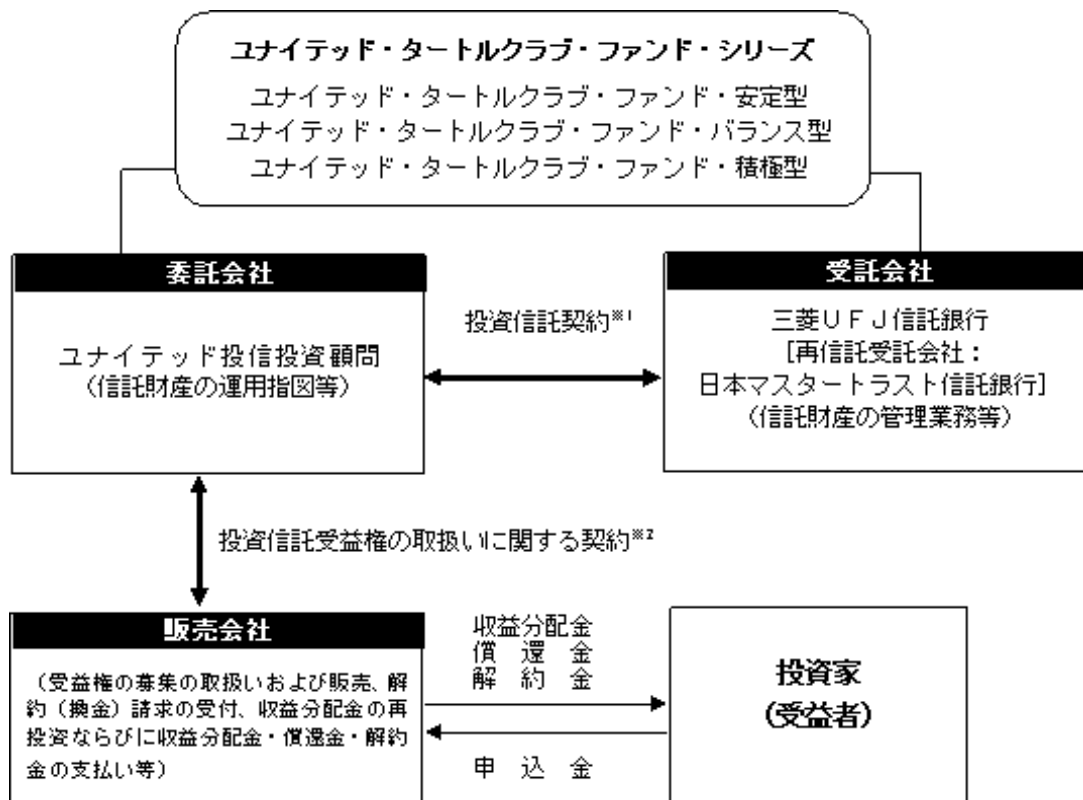 ユナイテッド・タートルクラブ・ファンド・シリーズ
ユナイテッド・タートルクラブ・ファンド・安定型
ユナイテッド・タートルクラブ・ファンド・バランス型
ユナイテッド・タートルクラブ・ファンド・積極型
委託会社
ユナイテッド投信投資顧問
（信託財産の運用指図等）
投資信託契約※1
受託会社
三菱ＵＦＪ信託銀行
[再信託受託会社：
日本マスタートラスト信託銀行]
（信託財産の管理業務等）
投資信託受益権の取扱いに関する契約※2
販売会社
（受益権の募集の取扱いおよび販売、解
約（換金）請求の受付、収益分配金の再
投資ならびに収益分配金・償還金・解約
金の支払い等）
収益分配金
償　還　金
解　約　金
申　込　金
投資家
（受益者）